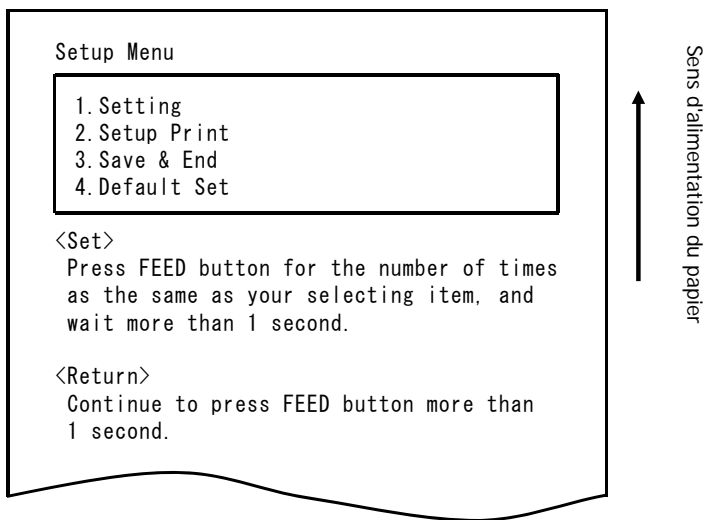 Setup Menu
1.Setting
2.Setup Print
3.Save & End
4.Default Set
<Set>
Press FEED button for the number of times
as the same as your selecting item, and
wait more than 1 second.
<Return>
Continue to press FEED button more than
1 second.
Sens d'alimentation du papier